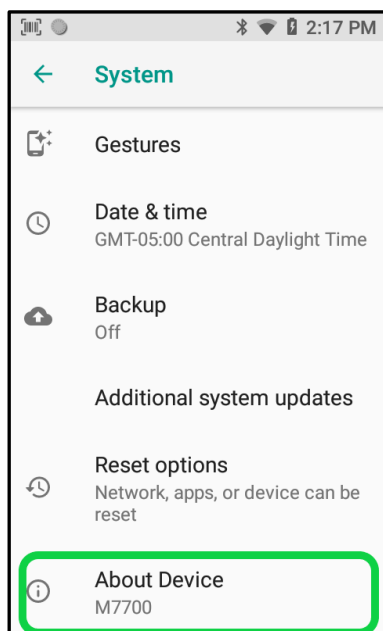 2:17 PM
System
Gestures
Date & time
GMT-05:00 Central Daylight Time
Backup
Off
Additional system updates
Reset options
Network, apps, or device can be
reset
About Device
M7700